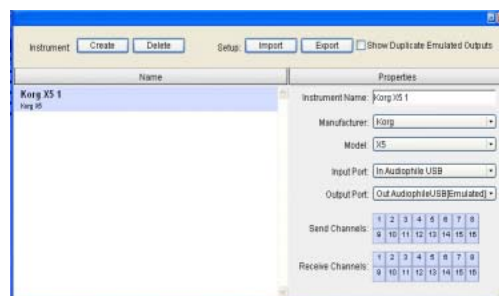 Instrument Create Delete Setup: Import Export Show Duplicate Emulated Outputs
Name Properties
Korg X5 1
Korg X5
Instrument Name: Korg X5 1
Manufacturer: Korg
Model: X5
Input Port: In Audiophile USB
Output Port: Out AudiophileUSB[Emulated]
Send Channels: 1 2 3 4 5 6 7 8
9 10 11 12 13 14 15 16
Receive Channels: 1 2 3 4 5 6 7 8
9 10 11 12 13 14 15 16